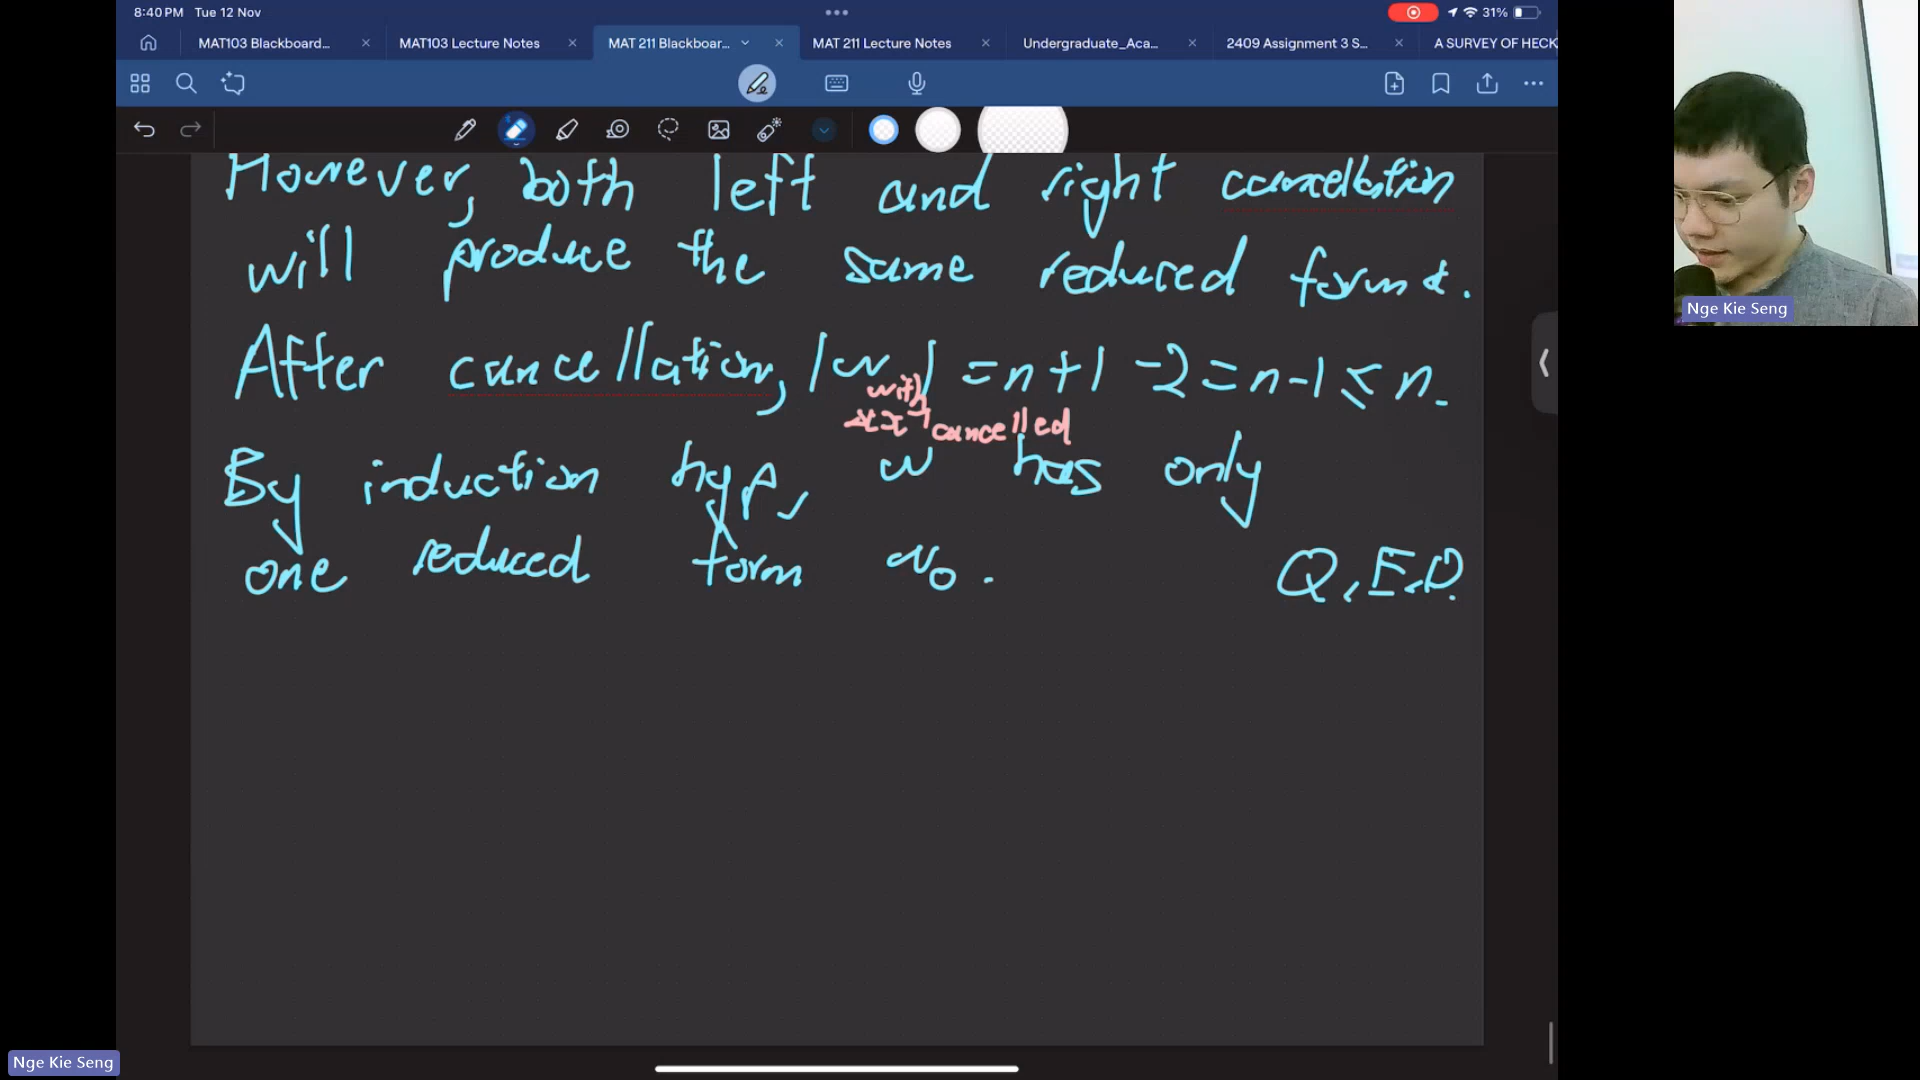 8:40 PM Tue 12 Nov
31%
MAT103 Blackboard...
MAT103 Lecture Notes
MAT 211 Blackboar...
MAT 211 Lecture Notes
Undergraduate_Aca...
2409 Assignment 3 S...
A SURVEY OF HECK
However, both left and right cancellation
will produce the same reduced form.
After cancellation, |w| = n+1 -2 = n-1 ≤ n.
with
xx⁻¹ cancelled
By induction hyp, w has only
one reduced form w₀.
Q.E.D.
Nge Kie Seng
Nge Kie Seng